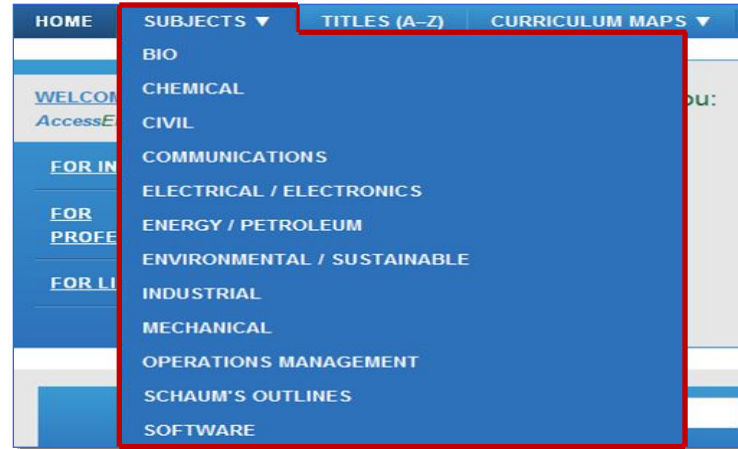 HOME SUBJECTS ▼ TITLES (A–Z) CURRICULUM MAPS ▼
BIO
CHEMICAL
CIVIL
COMMUNICATIONS
ELECTRICAL / ELECTRONICS
ENERGY / PETROLEUM
ENVIRONMENTAL / SUSTAINABLE
INDUSTRIAL
MECHANICAL
OPERATIONS MANAGEMENT
SCHAUM'S OUTLINES
SOFTWARE
FOR